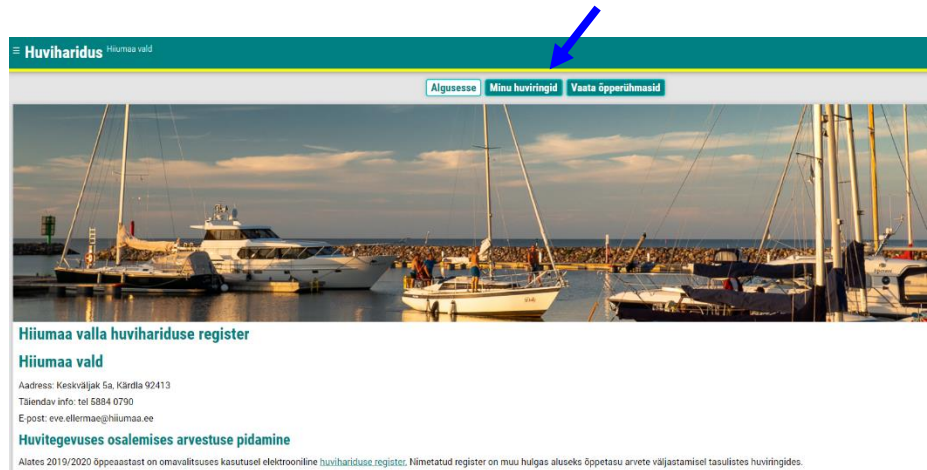 ≡ Huviharidus Hiiumaa vald
Algusesse Minu huviringid Vaata õpperühmasid
Hiiumaa valla huvihariduse register
Hiiumaa vald
Aadress: Keskväljak 5a, Kärdla 92413
Täiendav info: tel 5884 0790
E-post: eve.ellermae@hiiumaa.ee
Huvitegevuses osalemises arvestuse pidamine
Alates 2019/2020 õppeaastast on omavalitsuses kasutusel elektrooniline huvihariduse register. Nimetatud register on muu hulgas aluseks õppetasu arvete väljastamisel tasulistes huviringides.